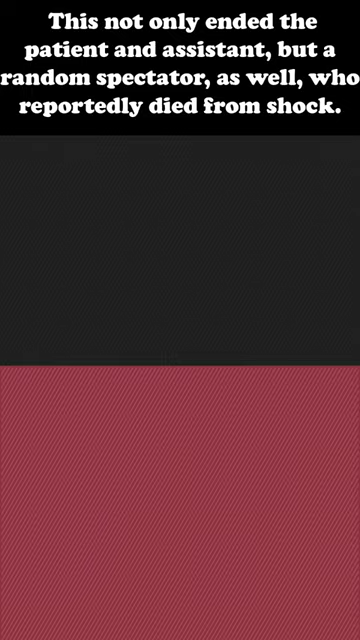 This not only ended the
patient and assistant, but a
random spectator, as well, who
reportedly died from shock.